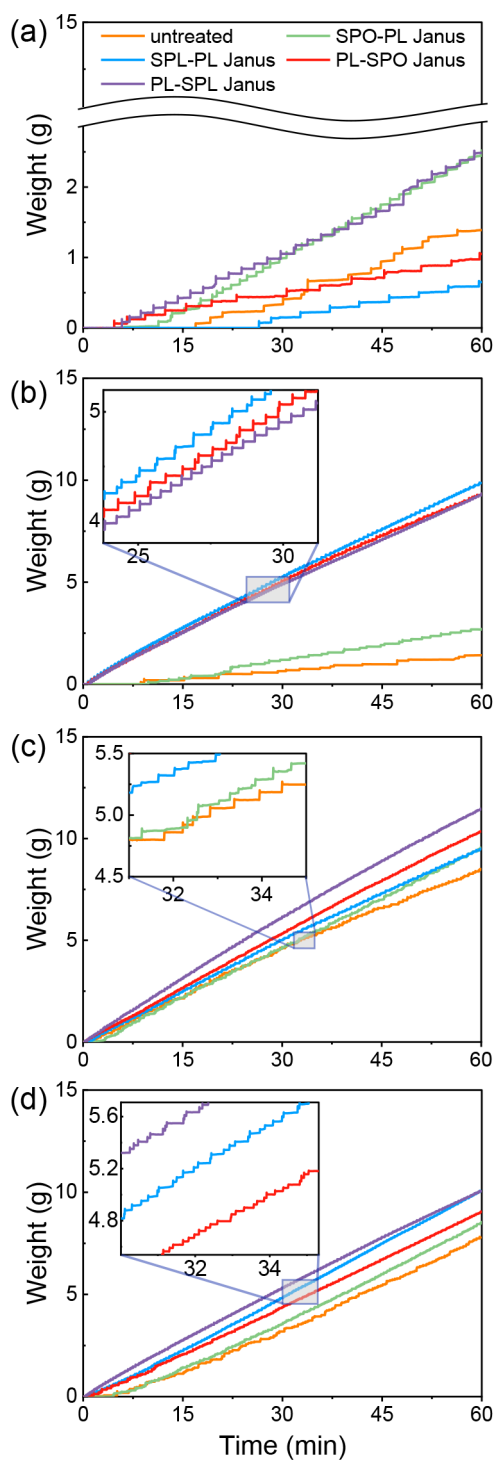 (a)
15
untreated
SPO-PL Janus
SPL-PL Janus
PL-SPO Janus
PL-SPL Janus
Weight (g)
2
1
0
0 15 30 45 60
(b)
15
10
5
0
Weight (g)
5
4
25 30
0 15 30 45 60
(c)
15
10
5
0
Weight (g)
5.5
5.0
4.5
32 34
0 15 30 45 60
(d)
15
10
5
0
Weight (g)
5.6
5.2
4.8
32 34
0 15 30 45 60
Time (min)